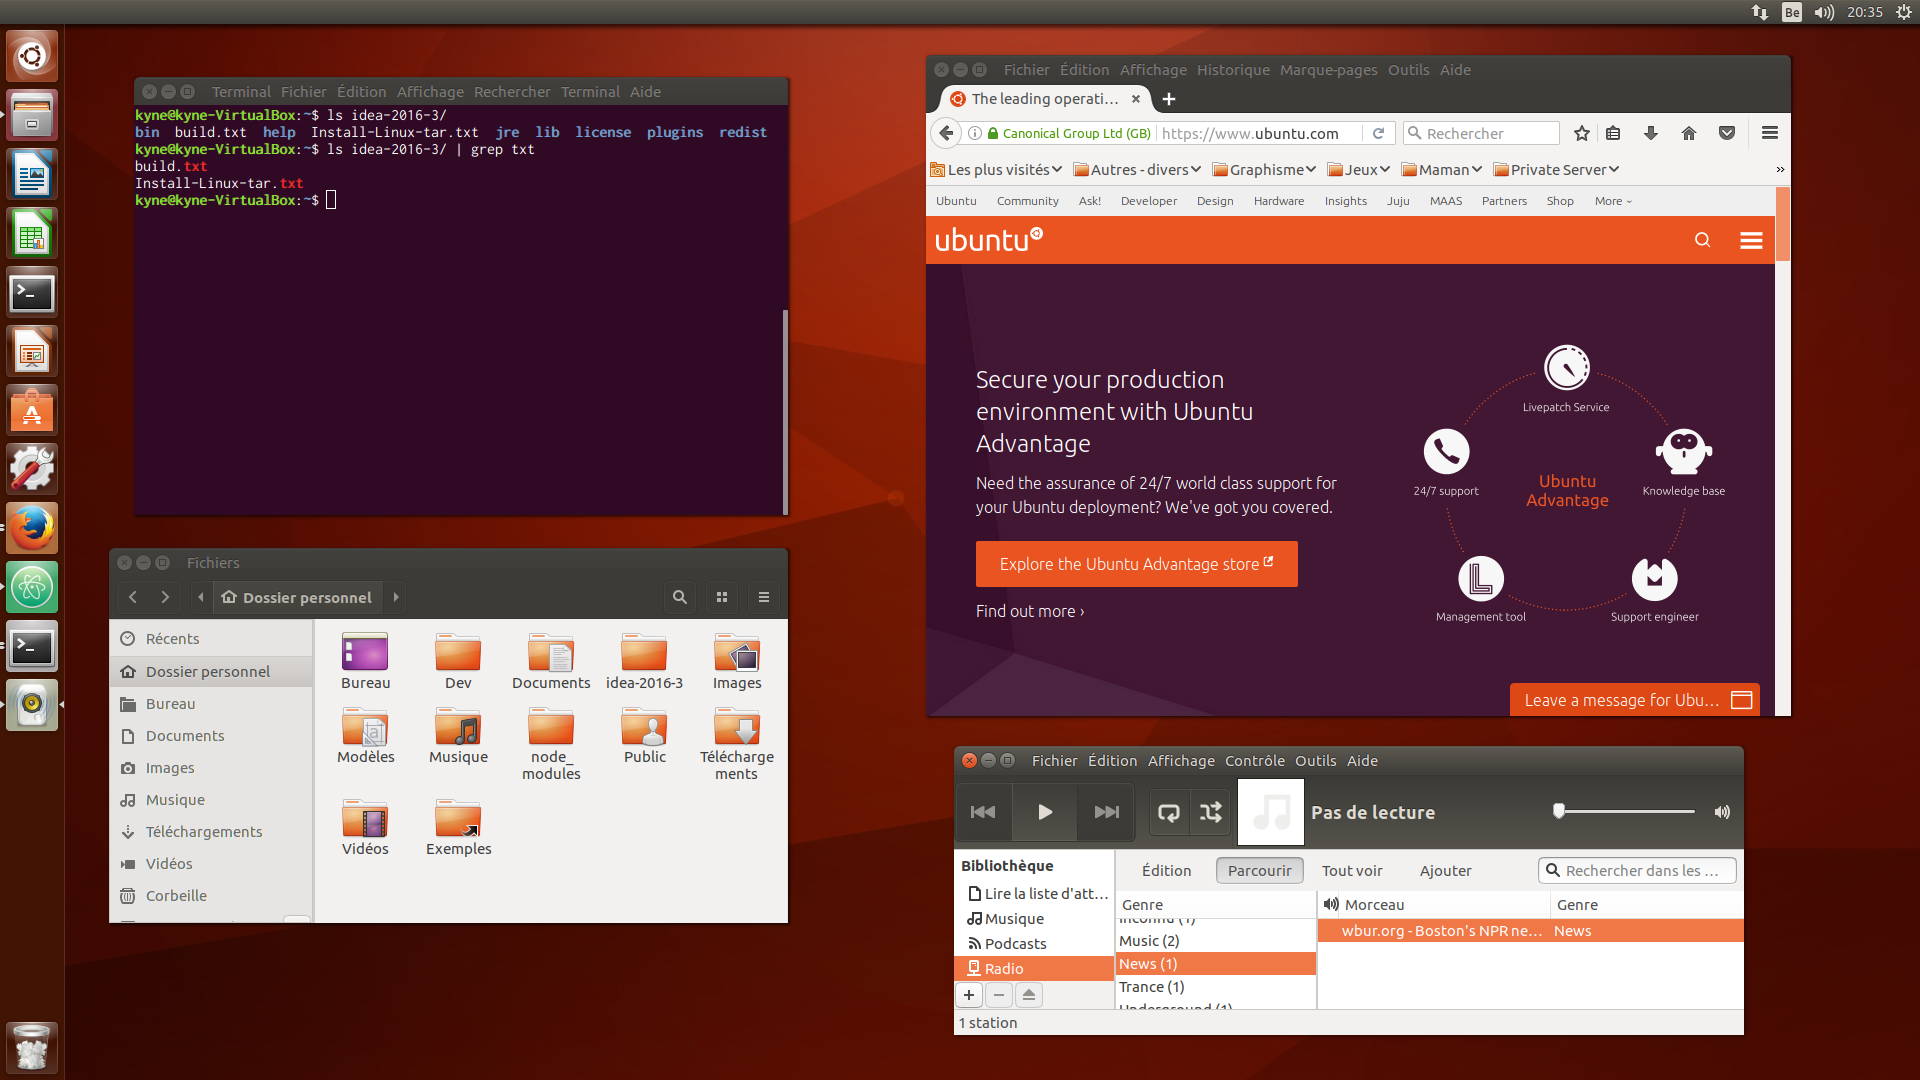 Be 20:35
Terminal Fichier Édition Affichage Rechercher Terminal Aide
kyne@kyne-VirtualBox:~$ ls idea-2016-3/
bin build.txt help Install-Linux-tar.txt jre lib license plugins redist
kyne@kyne-VirtualBox:~$ ls idea-2016-3/ | grep txt
build.txt
Install-Linux-tar.txt
kyne@kyne-VirtualBox:~$
Fichiers
Dossier personnel
Récents
Dossier personnel
Bureau
Documents
Images
Musique
Téléchargements
Vidéos
Corbeille
Bureau Dev Documents idea-2016-3 Images
Modèles Musique node_ Public Télécharge
modules ments
Vidéos Exemples
Fichier Édition Affichage Historique Marque-pages Outils Aide
The leading operati…
Canonical Group Ltd (GB) https://www.ubuntu.com Rechercher
Les plus visités Autres - divers Graphisme Jeux Maman Private Server »
Ubuntu Community Ask! Developer Design Hardware Insights Juju MAAS Partners Shop More
ubuntu
Secure your production
environment with Ubuntu
Advantage
Need the assurance of 24/7 world class support for
your Ubuntu deployment? We've got you covered.
Explore the Ubuntu Advantage store
Find out more ›
Livepatch Service
24/7 support
Knowledge base
Ubuntu
Advantage
Management tool
Support engineer
Leave a message for Ubu…
Fichier Édition Affichage Contrôle Outils Aide
Pas de lecture
Bibliothèque
Lire la liste d'att…
Musique
Podcasts
Radio
Édition Parcourir Tout voir Ajouter Rechercher dans les …
Genre
Inconnu (1)
Music (2)
News (1)
Trance (1)
Underground (1)
Morceau Genre
wbur.org - Boston's NPR ne… News
1 station